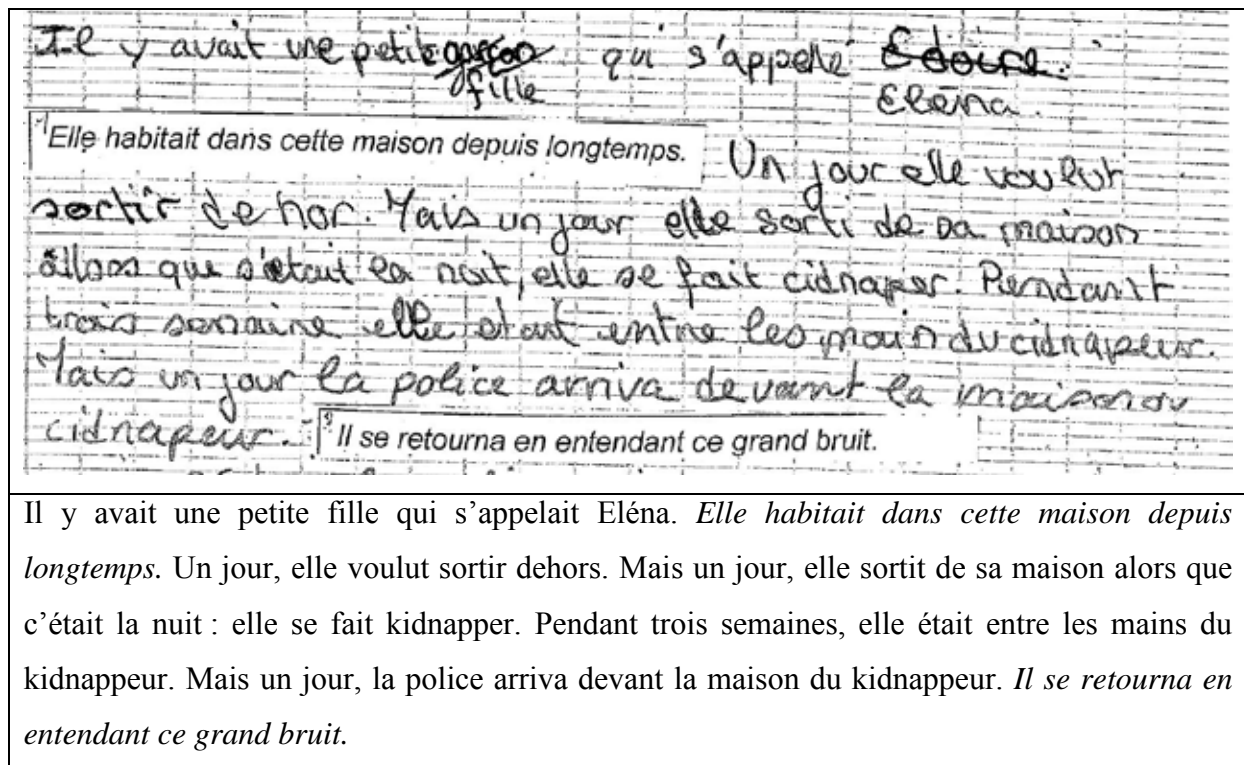 Il y avait une petite garçon qui s'appelé Edoire.
fille Eléna.
Elle habitait dans cette maison depuis longtemps. Un jour elle voulut
sortir de hor. Mais un jour elle sorti de sa maison
allors que s'etait la nuit, elle se fait cidnaper. Pendant
trois semaine elle etait entre les main du cidnapeur.
Mais un jour la police arriva devant la maison du
cidnapeur. Il se retourna en entendant ce grand bruit.
Il y avait une petite fille qui s’appelait Eléna. Elle habitait dans cette maison depuis
longtemps. Un jour, elle voulut sortir dehors. Mais un jour, elle sortit de sa maison alors que
c’était la nuit : elle se fait kidnapper. Pendant trois semaines, elle était entre les mains du
kidnappeur. Mais un jour, la police arriva devant la maison du kidnappeur. Il se retourna en
entendant ce grand bruit.